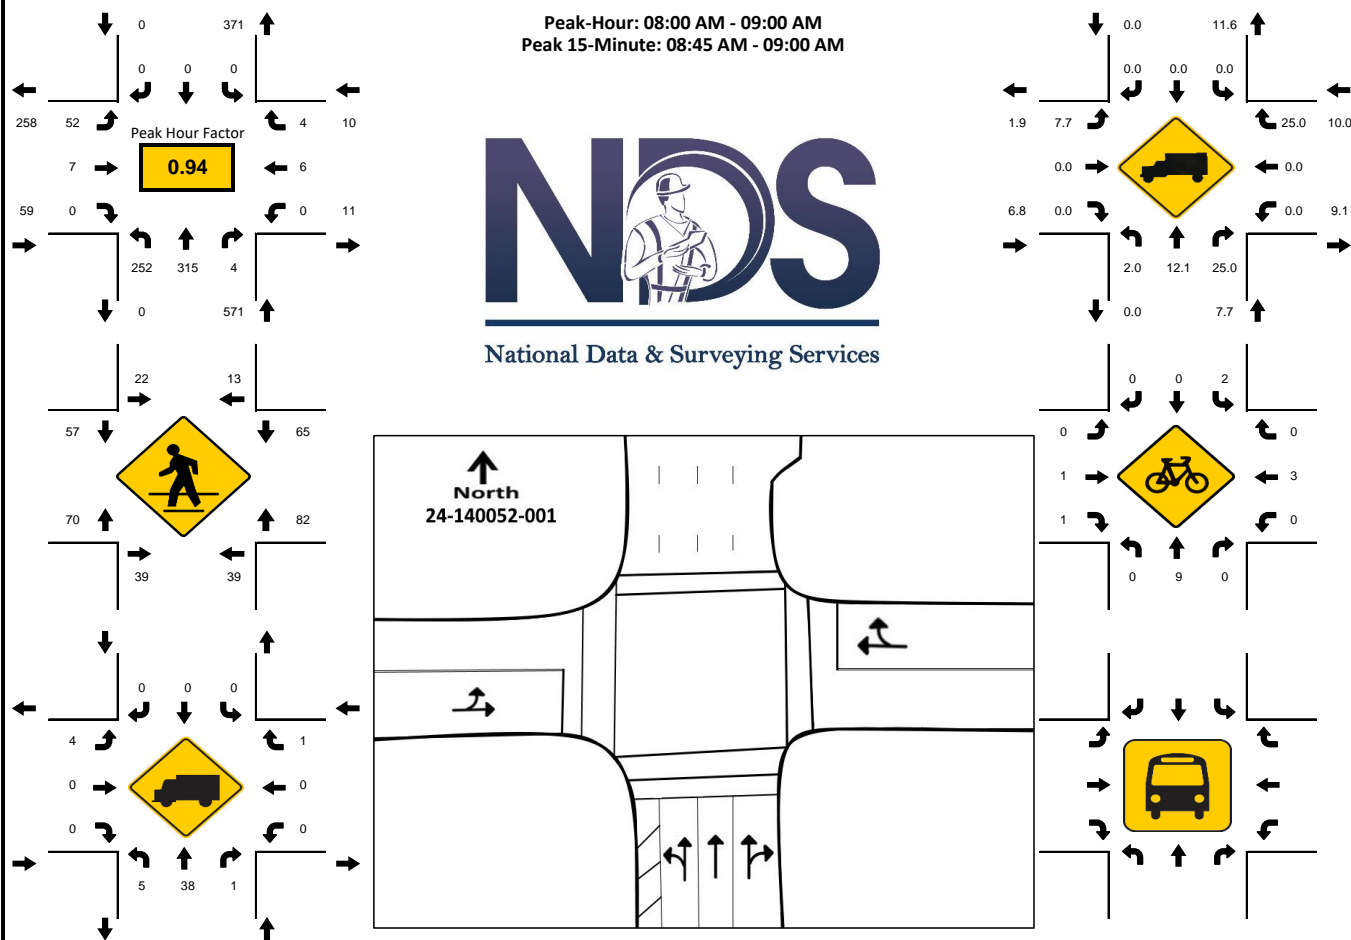 Peak-Hour: 08:00 AM - 09:00 AM
Peak 15-Minute: 08:45 AM - 09:00 AM
0 371
0 0 0
258 52 4 10
Peak Hour Factor
7 0.94 6
59 0 0 11
252 315 4
0 571
NDS
National Data & Surveying Services
0.0 11.6
0.0 0.0 0.0
1.9 7.7 25.0 10.0
0.0 0.0
6.8 0.0 0.0 9.1
2.0 12.1 25.0
0.0 7.7
22 13
57 65
70 82
39 39
North
24-140052-001
0 0 2
0 0
1 3
1 0
0 9 0
0 0 0
4 1
0 0
0 0
5 38 1